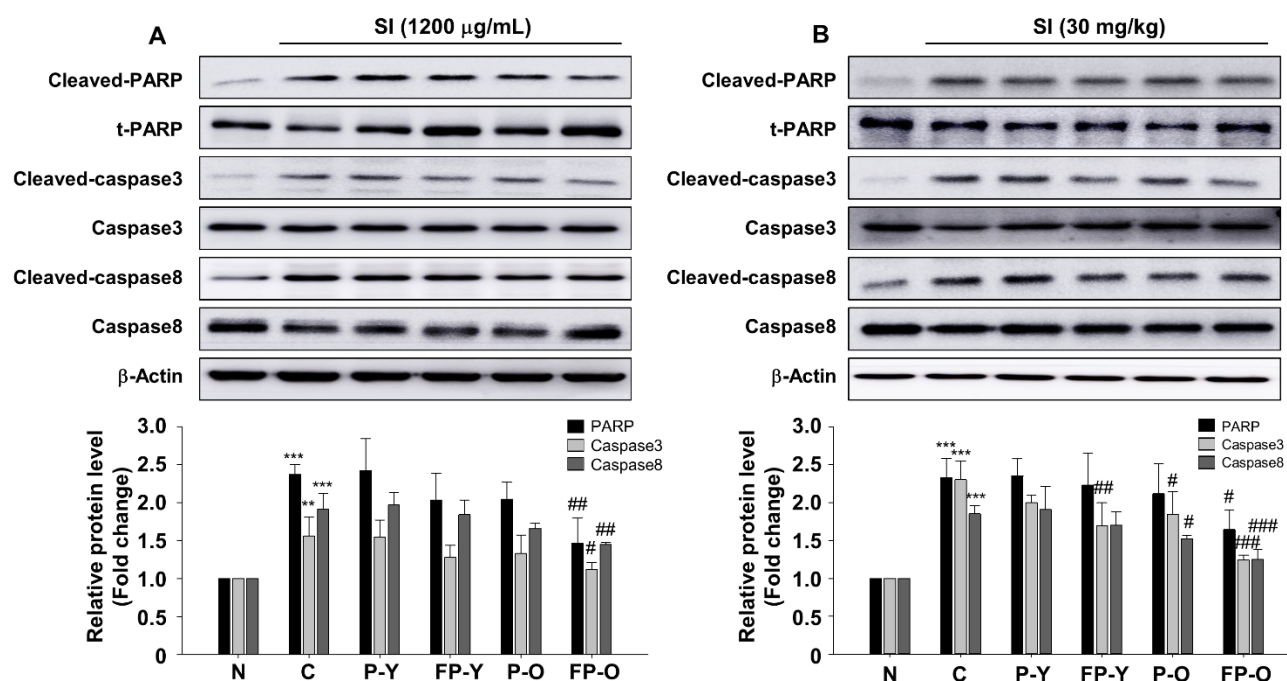 A
SI (1200 μg/mL)
Cleaved-PARP
t-PARP
Cleaved-caspase3
Caspase3
Cleaved-caspase8
Caspase8
β-Actin
Relative protein level
(Fold change)
3.0
2.5
2.0
1.5
1.0
0.5
0
PARP
Caspase3
Caspase8
***
**
***
##
#
##
N C P-Y FP-Y P-O FP-O
B
SI (30 mg/kg)
Cleaved-PARP
t-PARP
Cleaved-caspase3
Caspase3
Cleaved-caspase8
Caspase8
β-Actin
Relative protein level
(Fold change)
3.0
2.5
2.0
1.5
1.0
0.5
0
PARP
Caspase3
Caspase8
***
***
***
##
#
#
#
###
###
N C P-Y FP-Y P-O FP-O